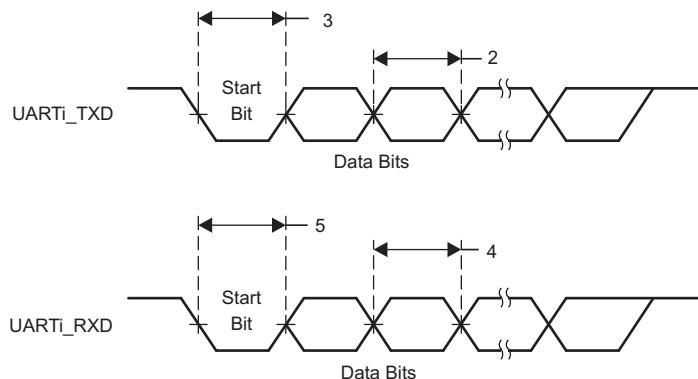 3
2
Start
Bit
UARTi_TXD
Data Bits
5
4
Start
Bit
UARTi_RXD
Data Bits